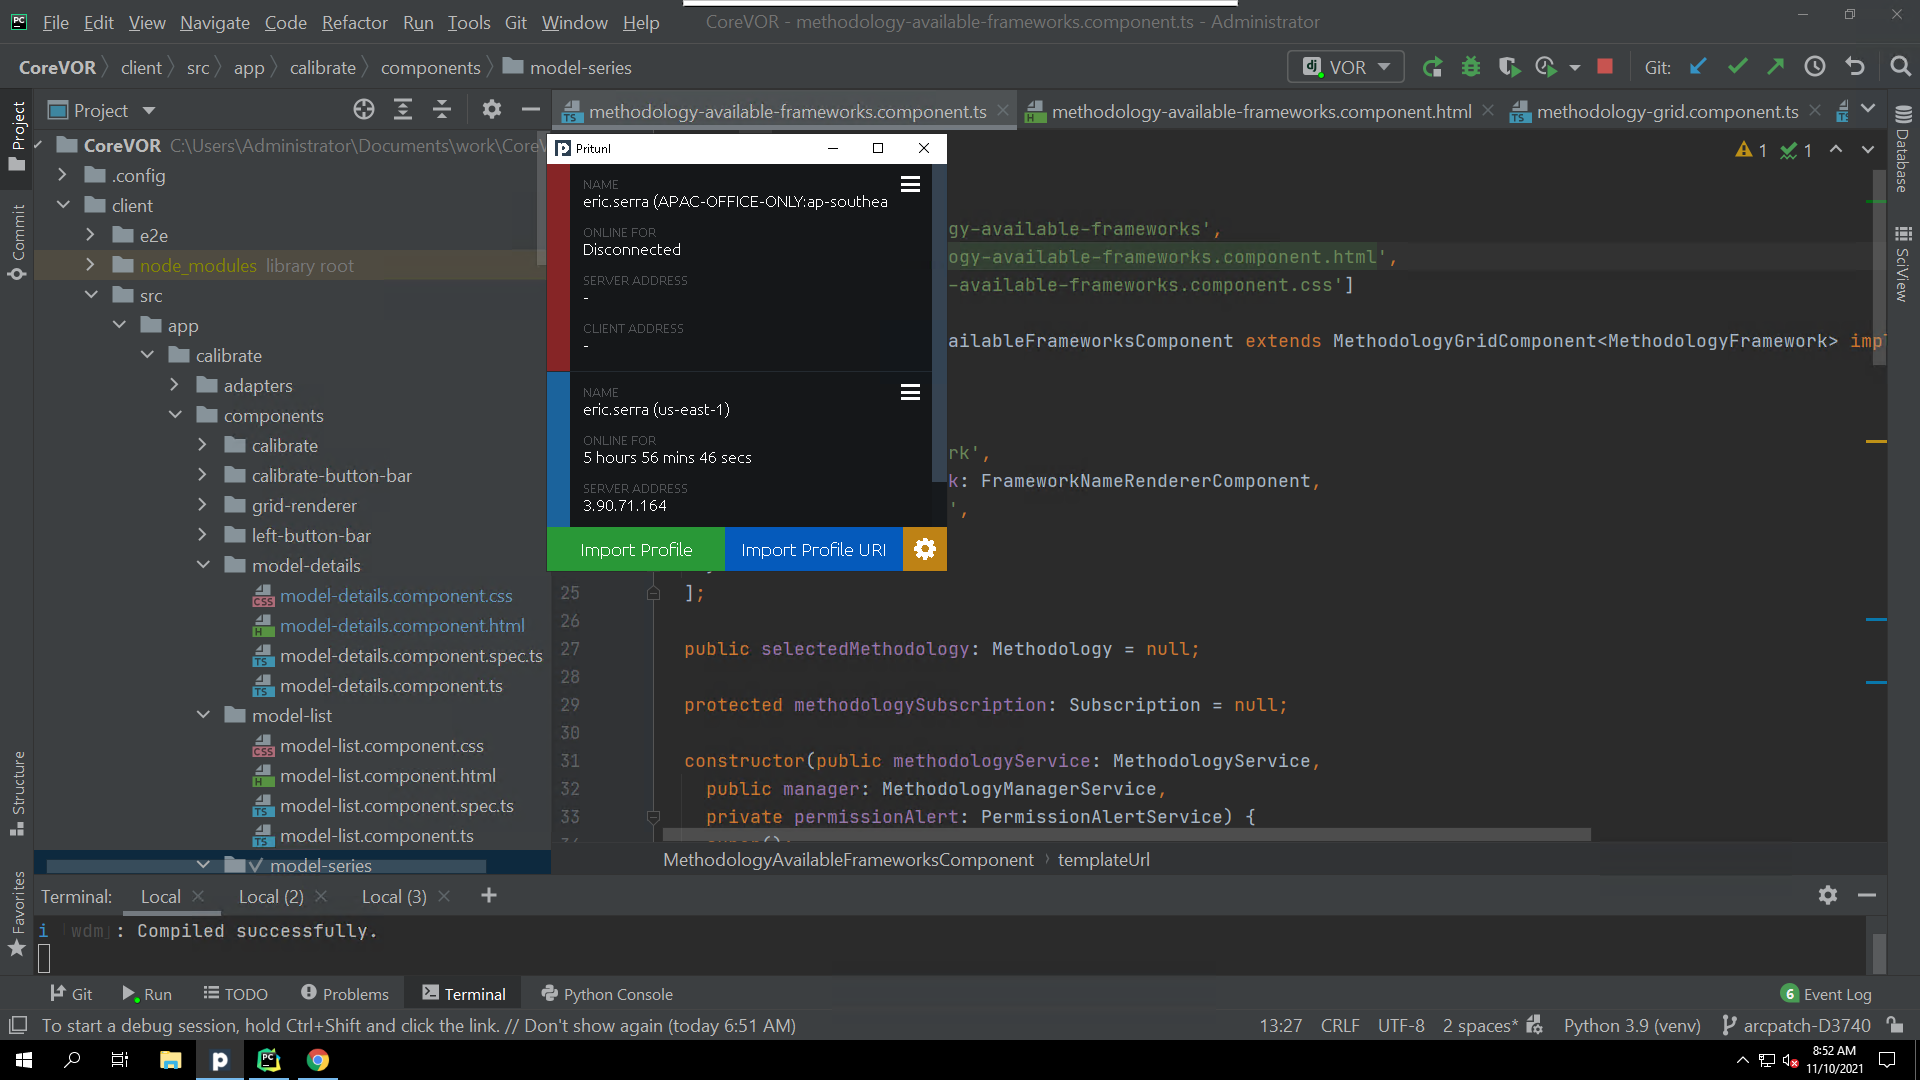 File Edit View Navigate Code Refactor Run Tools Git Window Help CoreVOR - methodology-available-frameworks.component.ts - Administrator
CoreVOR client src app calibrate components model-series VOR Git:
Project methodology-available-frameworks.component.ts methodology-available-frameworks.component.html methodology-grid.component.ts
Project
Commit
Structure
Favorites
Database
SciView
CoreVOR C:\Users\Administrator\Documents\work\CoreV
.config
client
e2e
node_modules library root
src
app
calibrate
adapters
components
calibrate
calibrate-button-bar
grid-renderer
left-button-bar
model-details
model-details.component.css
model-details.component.html
model-details.component.spec.ts
model-details.component.ts
model-list
model-list.component.css
model-list.component.html
model-list.component.spec.ts
model-list.component.ts
model-series
Pritunl
NAME
eric.serra (APAC-OFFICE-ONLY:ap-southea
ONLINE FOR
Disconnected
SERVER ADDRESS
-
CLIENT ADDRESS
-
NAME
eric.serra (us-east-1)
ONLINE FOR
5 hours 56 mins 46 secs
SERVER ADDRESS
3.90.71.164
Import Profile Import Profile URI
1 1
gy-available-frameworks',
ogy-available-frameworks.component.html',
-available-frameworks.component.css']
ailableFrameworksComponent extends MethodologyGridComponent<MethodologyFramework> imp
rk',
k: FrameworkNameRendererComponent,
',
25 ];
26
27 public selectedMethodology: Methodology = null;
28
29 protected methodologySubscription: Subscription = null;
30
31 constructor(public methodologyService: MethodologyService,
32 public manager: MethodologyManagerService,
33 private permissionAlert: PermissionAlertService) {
MethodologyAvailableFrameworksComponent templateUrl
Terminal: Local Local (2) Local (3)
i ｢wdm｣: Compiled successfully.
Git Run TODO Problems Terminal Python Console 6 Event Log
To start a debug session, hold Ctrl+Shift and click the link. // Don't show again (today 6:51 AM) 13:27 CRLF UTF-8 2 spaces* Python 3.9 (venv) arcpatch-D3740
8:52 AM
11/10/2021